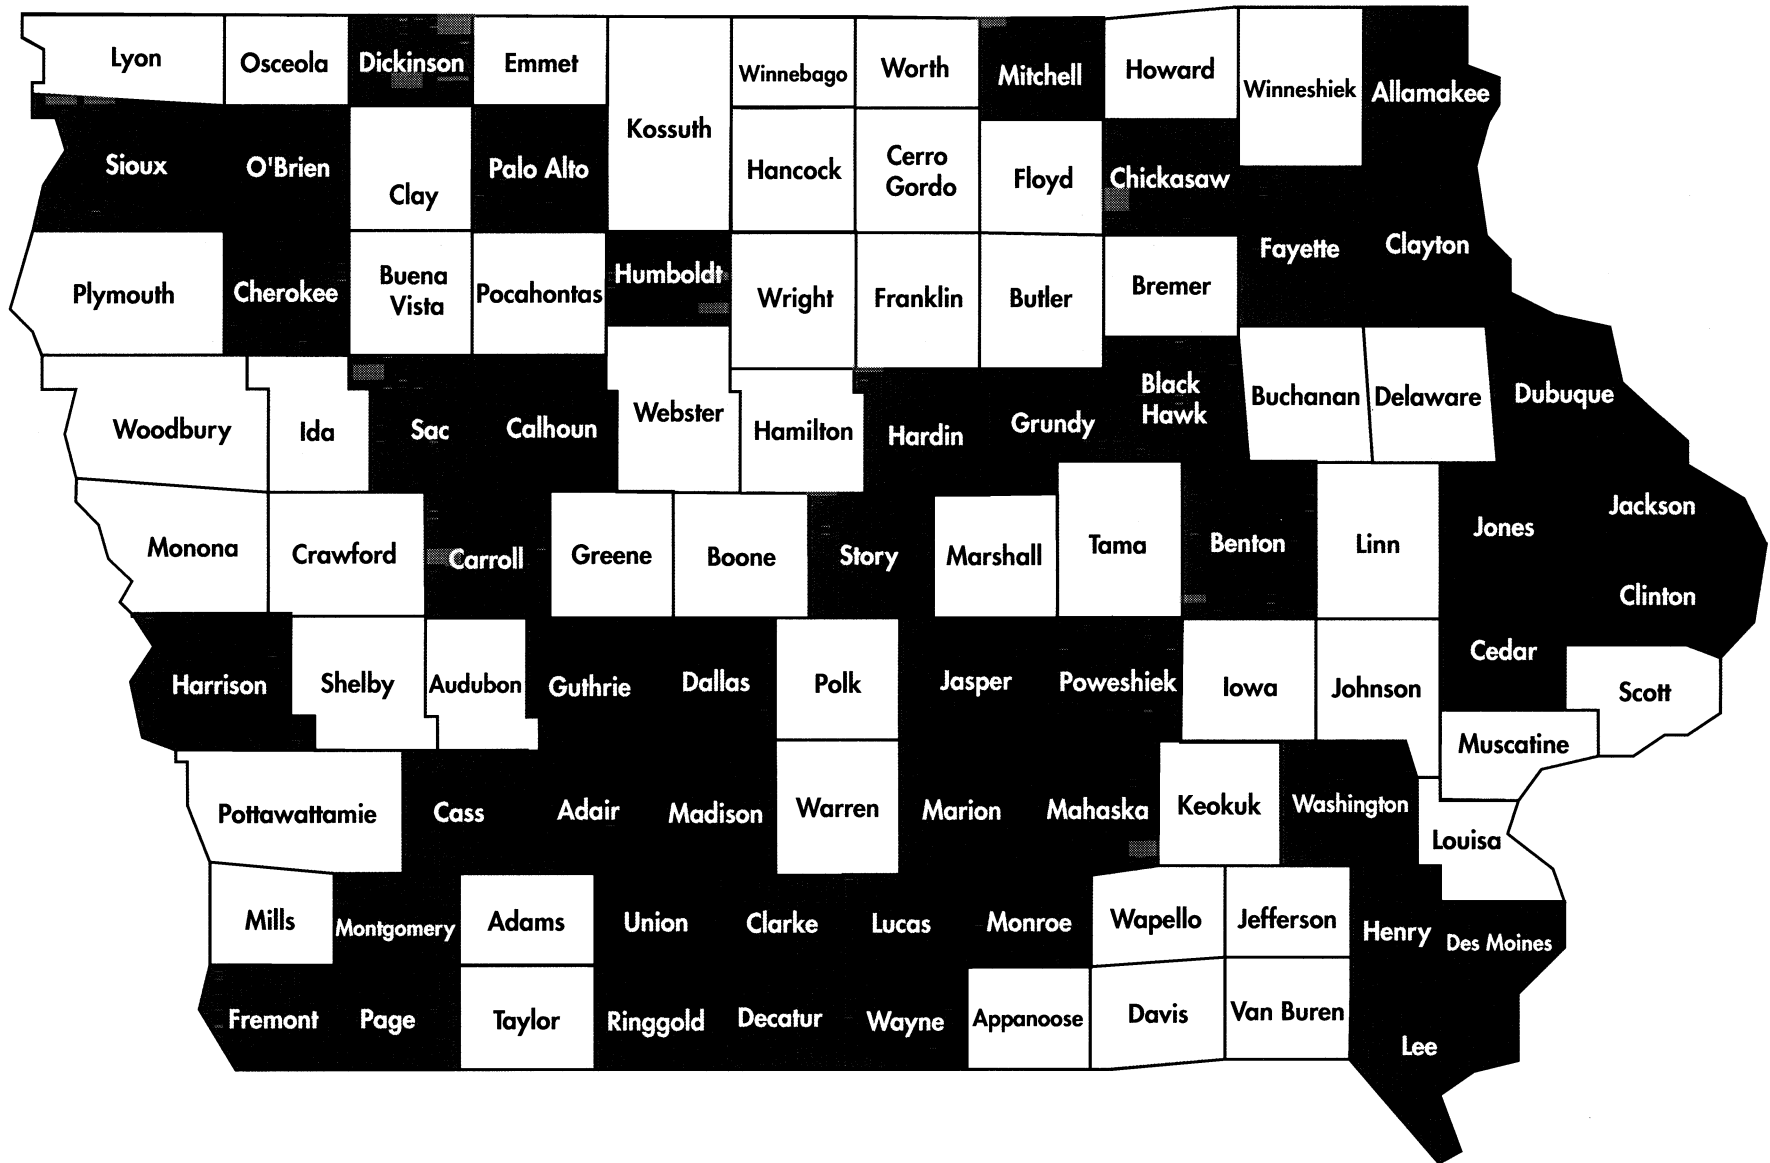 Lyon
Osceola
Dickinson
Emmet
Winnebago
Worth
Mitchell
Howard
Winneshiek
Allamakee
Kossuth
Sioux
O'Brien
Clay
Palo Alto
Hancock
Cerro
Gordo
Floyd
Chickasaw
Fayette
Clayton
Plymouth
Cherokee
Buena
Vista
Pocahontas
Humboldt
Wright
Franklin
Butler
Bremer
Woodbury
Ida
Sac
Calhoun
Webster
Hamilton
Hardin
Grundy
Black
Hawk
Buchanan
Delaware
Dubuque
Monona
Crawford
Carroll
Greene
Boone
Story
Marshall
Tama
Benton
Linn
Jones
Jackson
Clinton
Cedar
Harrison
Shelby
Audubon
Guthrie
Dallas
Polk
Jasper
Poweshiek
Iowa
Johnson
Scott
Muscatine
Pottawattamie
Cass
Adair
Madison
Warren
Marion
Mahaska
Keokuk
Washington
Louisa
Mills
Montgomery
Adams
Union
Clarke
Lucas
Monroe
Wapello
Jefferson
Henry
Des Moines
Fremont
Page
Taylor
Ringgold
Decatur
Wayne
Appanoose
Davis
Van Buren
Lee